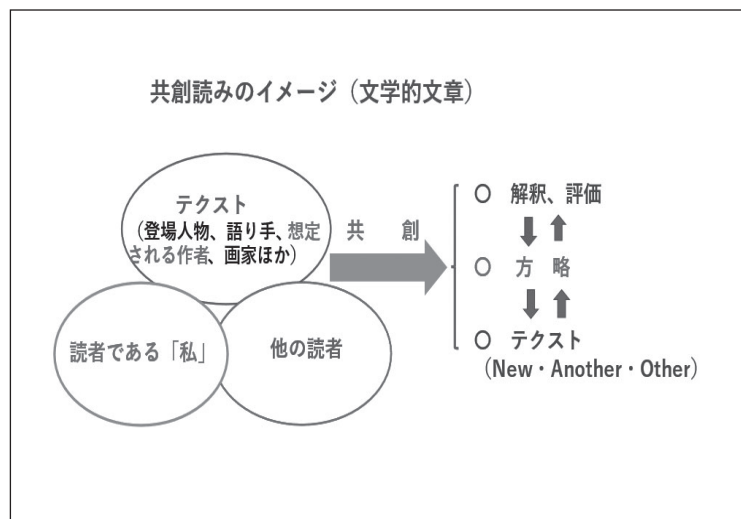 共創読みのイメージ（文学的文章）
テクスト
（登場人物、語り手、想定
される作者、画家ほか）
読者である「私」
他の読者
共　創
○ 解釈、評価
○ 方　略
○ テクスト
（New・Another・Other）